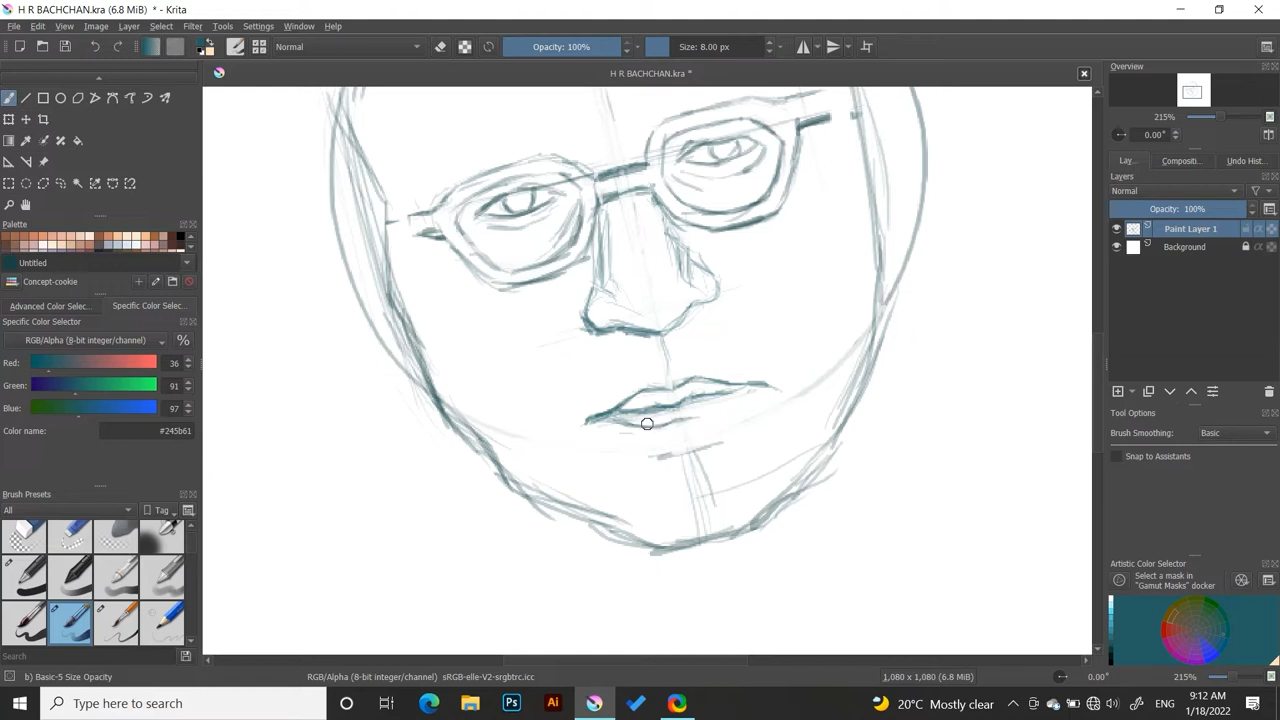 H R BACHCHAN.kra (6.8 MiB) * - Krita
File Edit View Image Layer Select Filter Tools Settings Window Help
Normal Opacity: 100% Size: 8.00 px
H R BACHCHAN.kra *
Overview
215%
0.00°
Lay... Compositi... Undo Hist...
Layers
Normal
Opacity: 100%
Paint Layer 1
Background
Palette
Untitled
Concept-cookie
Advanced Color Selec... Specific Color Selector
Specific Color Selector
RGB/Alpha (8-bit integer/channel) %
Red: 36
Green: 91
Blue: 97
Color name: #245b61
Tool Options
Brush Smoothing: Basic
Snap to Assistants
Brush Presets
All Tag
Search
Artistic Color Selector
Select a mask in
"Gamut Masks" docker
b) Basic-5 Size Opacity RGB/Alpha (8-bit integer/channel) sRGB-elle-V2-srgbtrc.icc 1,080 x 1,080 (6.8 MiB) 0.00° 215%
Type here to search
Ps Ai
20°C Mostly clear
ENG
9:12 AM
1/18/2022